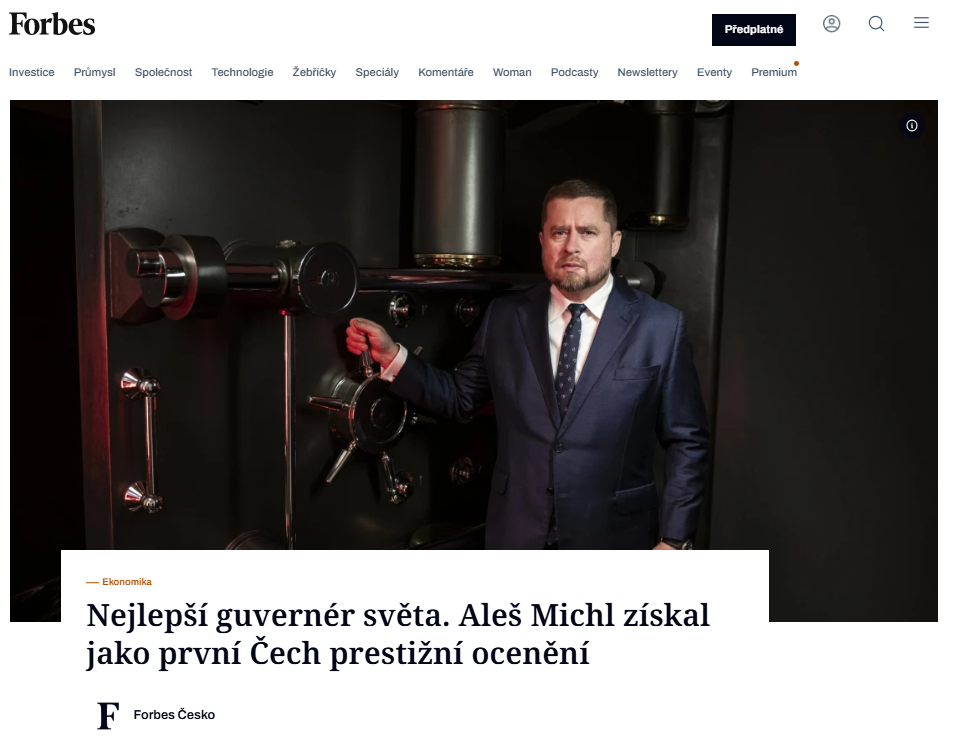 Forbes
Předplatné
Investice Průmysl Společnost Technologie Žebříčky Speciály Komentáře Woman Podcasty Newslettery Eventy Premium
— Ekonomika
Nejlepší guvernér světa. Aleš Michl získal
jako první Čech prestižní ocenění
F Forbes Česko